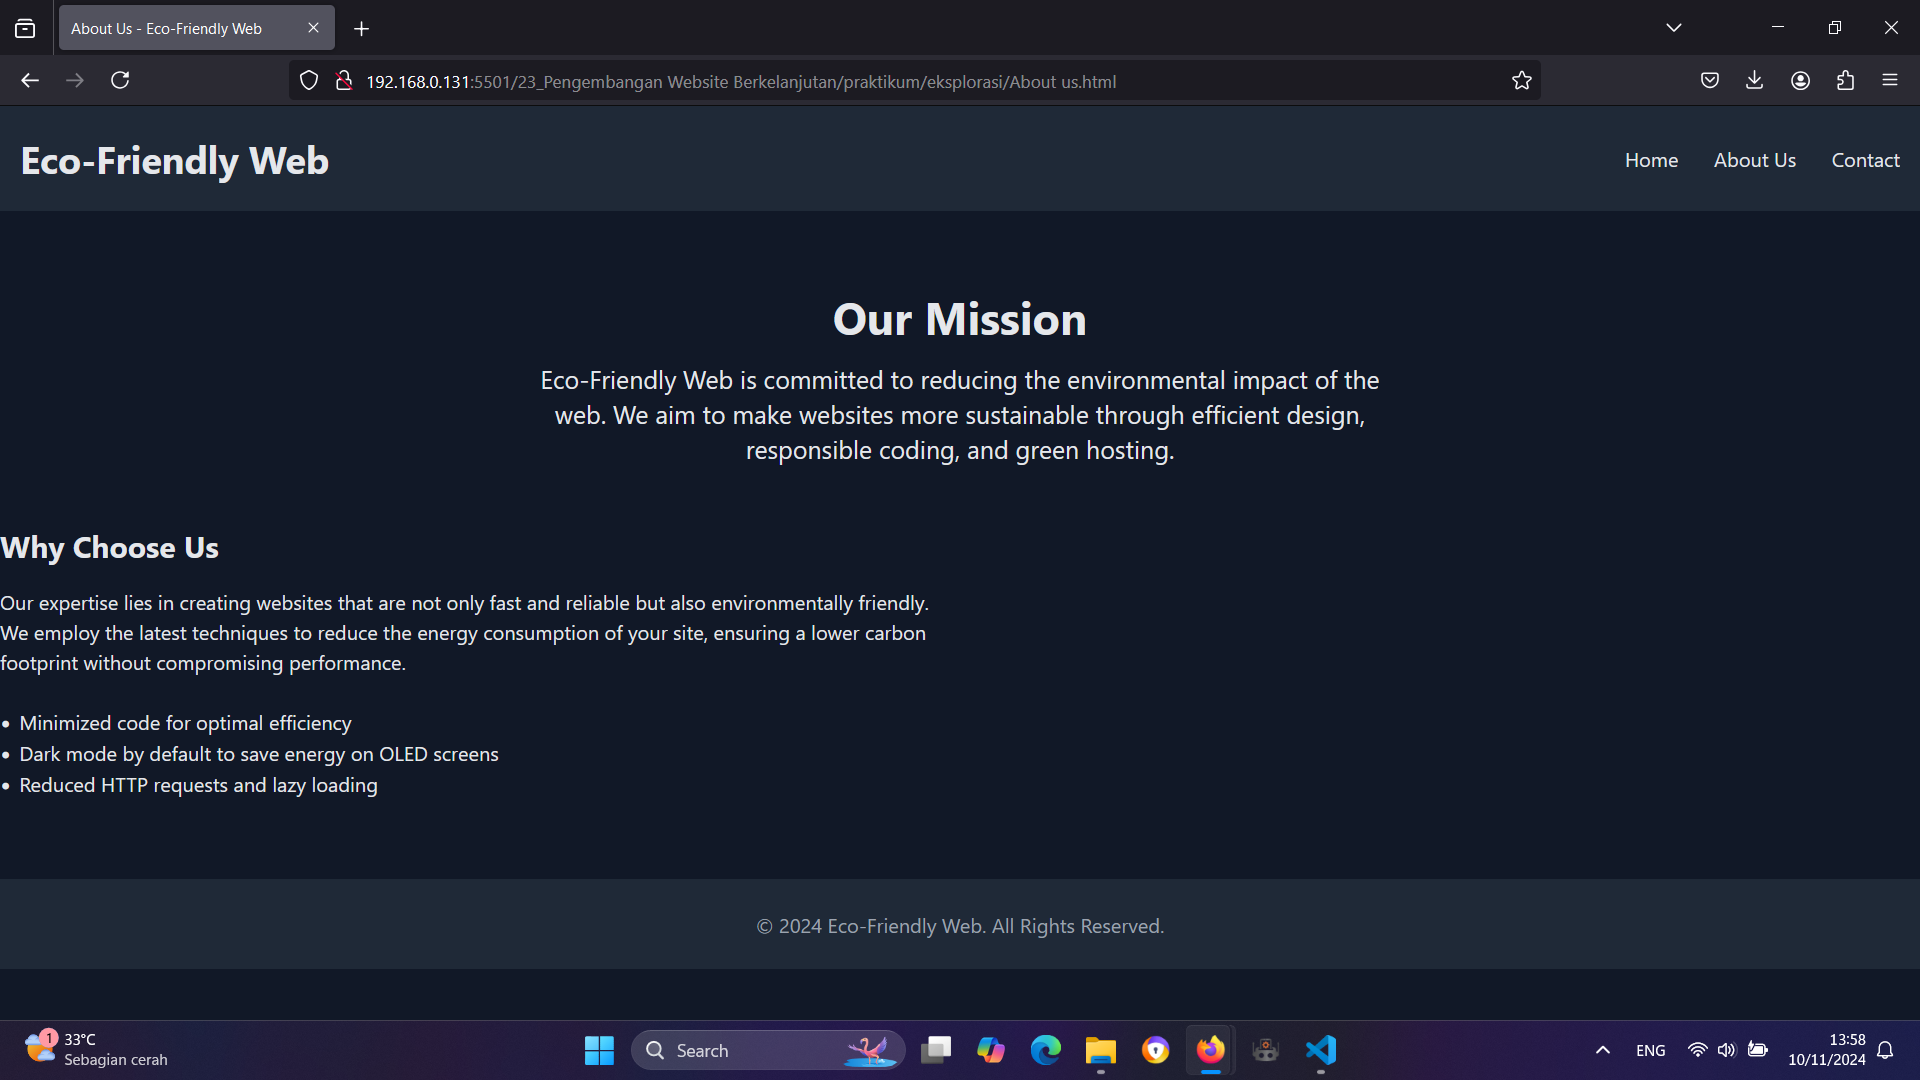 About Us - Eco-Friendly Web
192.168.0.131:5501/23_Pengembangan Website Berkelanjutan/praktikum/eksplorasi/About us.html
Eco-Friendly Web
Home About Us Contact
Our Mission
Eco-Friendly Web is committed to reducing the environmental impact of the
web. We aim to make websites more sustainable through efficient design,
responsible coding, and green hosting.
Why Choose Us
Our expertise lies in creating websites that are not only fast and reliable but also environmentally friendly.
We employ the latest techniques to reduce the energy consumption of your site, ensuring a lower carbon
footprint without compromising performance.
• Minimized code for optimal efficiency
• Dark mode by default to save energy on OLED screens
• Reduced HTTP requests and lazy loading
© 2024 Eco-Friendly Web. All Rights Reserved.
1
33°C
Sebagian cerah
Search
ENG
13:58
10/11/2024